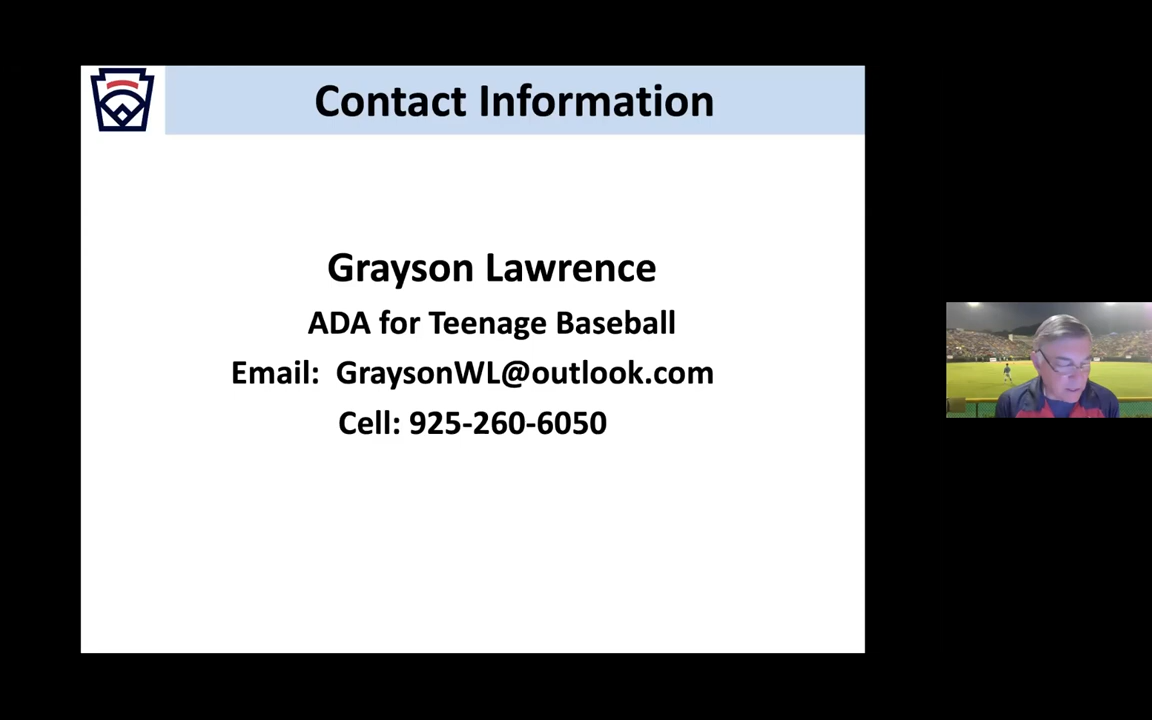 Contact Information
Grayson Lawrence
ADA for Teenage Baseball
Email:  GraysonWL@outlook.com
Cell: 925-260-6050